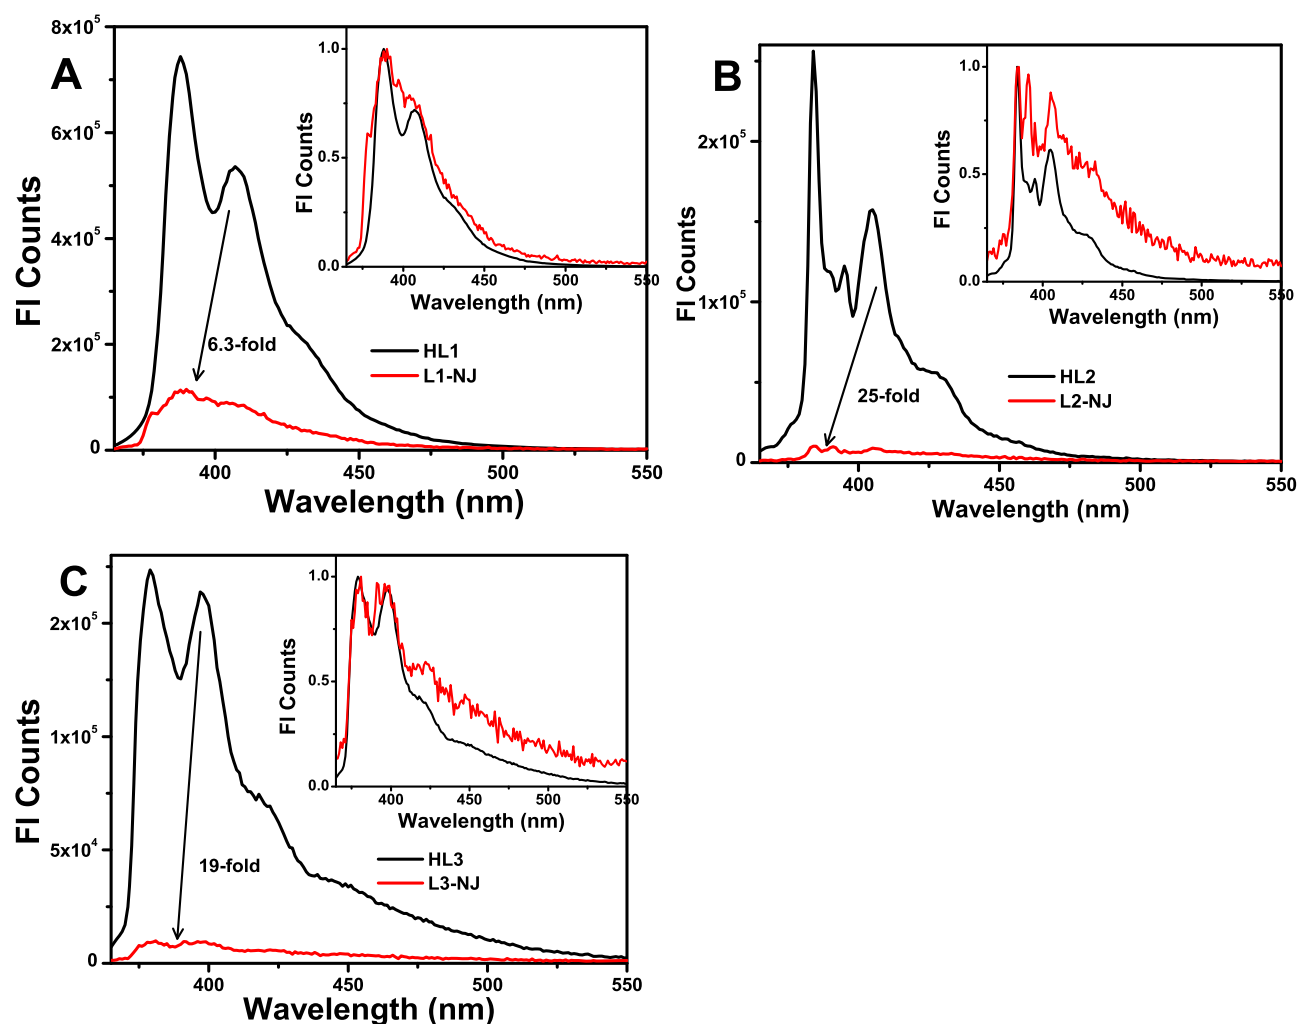 A
8x10⁵
6x10⁵
4x10⁵
2x10⁵
0
Fl Counts
400
450
500
550
Wavelength (nm)
6.3-fold
HL1
L1-NJ
1.0
0.5
0.0
Fl Counts
400
450
500
550
Wavelength (nm)
B
2x10⁵
1x10⁵
0
Fl Counts
400
450
500
550
Wavelength (nm)
25-fold
HL2
L2-NJ
1.0
0.5
0.0
Fl Counts
400
450
500
550
Wavelength (nm)
C
2x10⁵
1x10⁵
5x10⁴
0
Fl Counts
400
450
500
550
Wavelength (nm)
19-fold
HL3
L3-NJ
1.0
0.5
0.0
Fl Counts
400
450
500
550
Wavelength (nm)